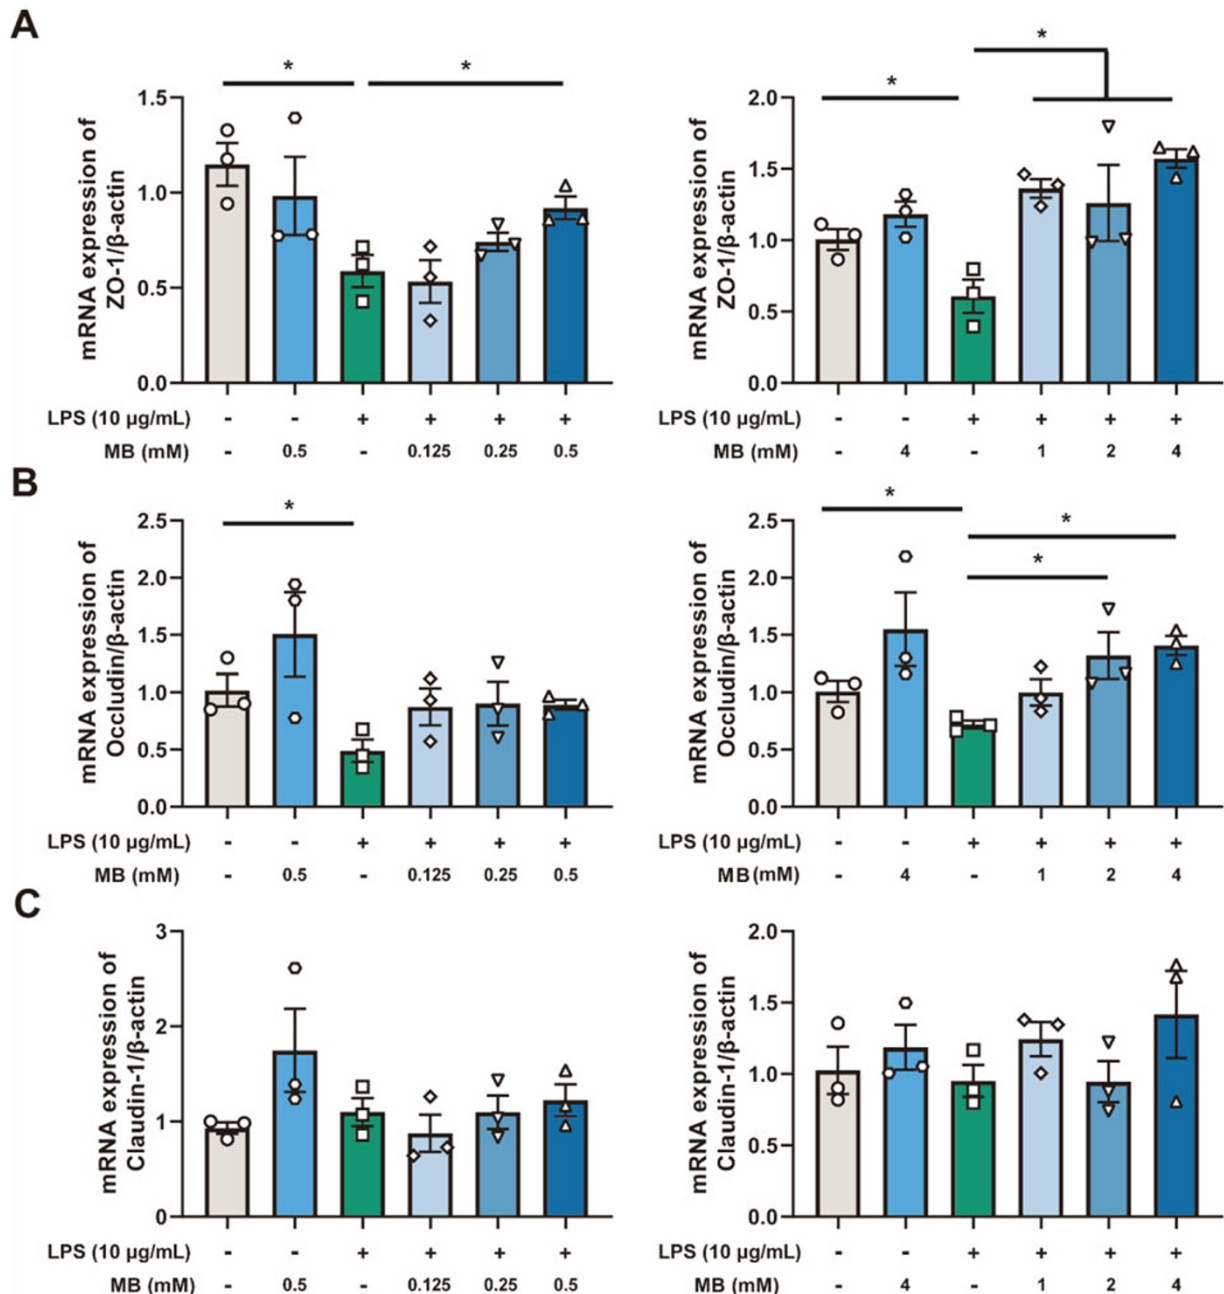 A
* *
mRNA expression of
ZO-1/β-actin
1.5
1.0
0.5
0.0
LPS (10 μg/mL) - - + + + +
MB (mM) - 0.5 - 0.125 0.25 0.5
* *
mRNA expression of
ZO-1/β-actin
2.0
1.5
1.0
0.5
0.0
LPS (10 μg/mL) - - + + + +
MB (mM) - 4 - 1 2 4
B
*
mRNA expression of
Occludin/β-actin
2.5
2.0
1.5
1.0
0.5
0.0
LPS (10 μg/mL) - - + + + +
MB (mM) - 0.5 - 0.125 0.25 0.5
* * *
mRNA expression of
Occludin/β-actin
2.5
2.0
1.5
1.0
0.5
0.0
LPS (10 μg/mL) - - + + + +
MB (mM) - 4 - 1 2 4
C
mRNA expression of
Claudin-1/β-actin
3
2
1
0
LPS (10 μg/mL) - - + + + +
MB (mM) - 0.5 - 0.125 0.25 0.5
mRNA expression of
Claudin-1/β-actin
2.0
1.5
1.0
0.5
0.0
LPS (10 μg/mL) - - + + + +
MB (mM) - 4 - 1 2 4